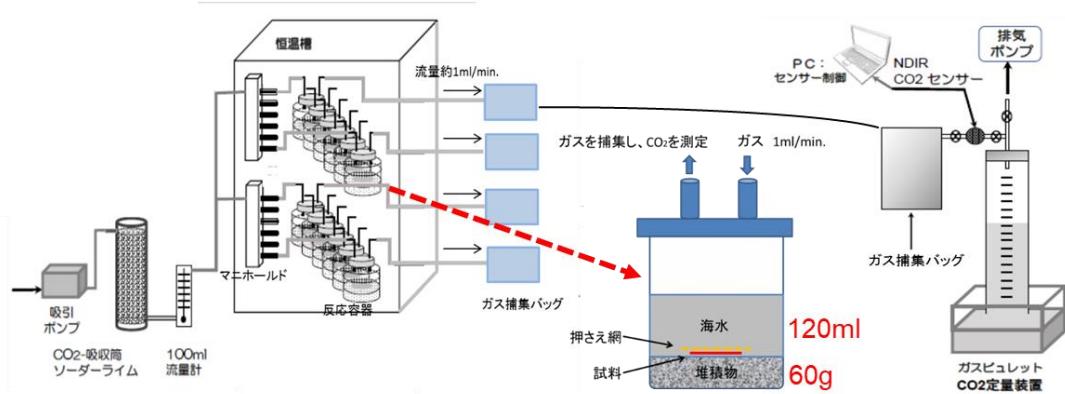 恒温槽
流量約1ml/min.
マニホールド
反応容器
ガス捕集バッグ
吸引
ポンプ
CO2-吸収筒
ソーダーライム
100ml
流量計
ガスを捕集し、CO₂を測定
ガス 1ml/min.
海水
120ml
押さえ網
試料
堆積物
60g
PC：
センサー制御
NDIR
CO2 センサー
排気
ポンプ
ガス捕集バッグ
ガスビュレット
CO2定量装置